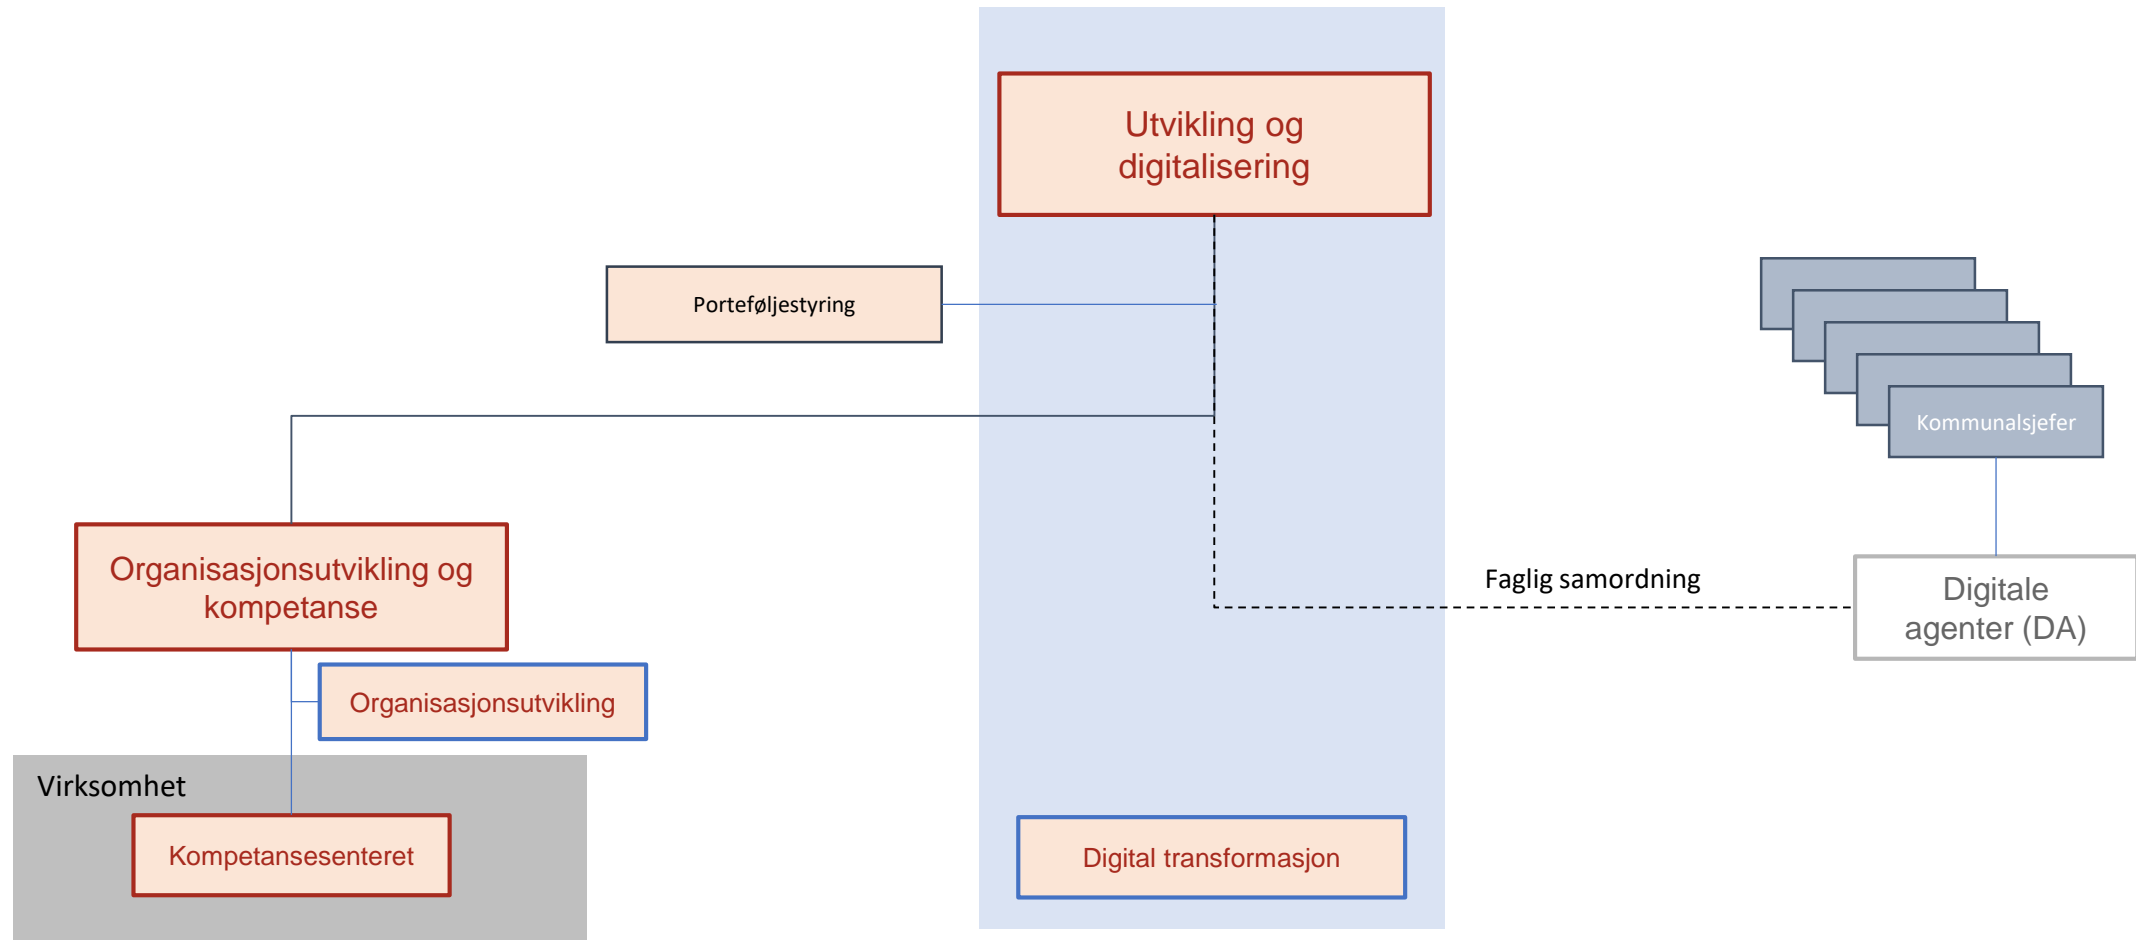 Utvikling og
digitalisering
Porteføljestyring
Kommunalsjefer
Organisasjonsutvikling og
kompetanse
Faglig samordning
Digitale
agenter (DA)
Organisasjonsutvikling
Virksomhet
Kompetansesenteret
Digital transformasjon